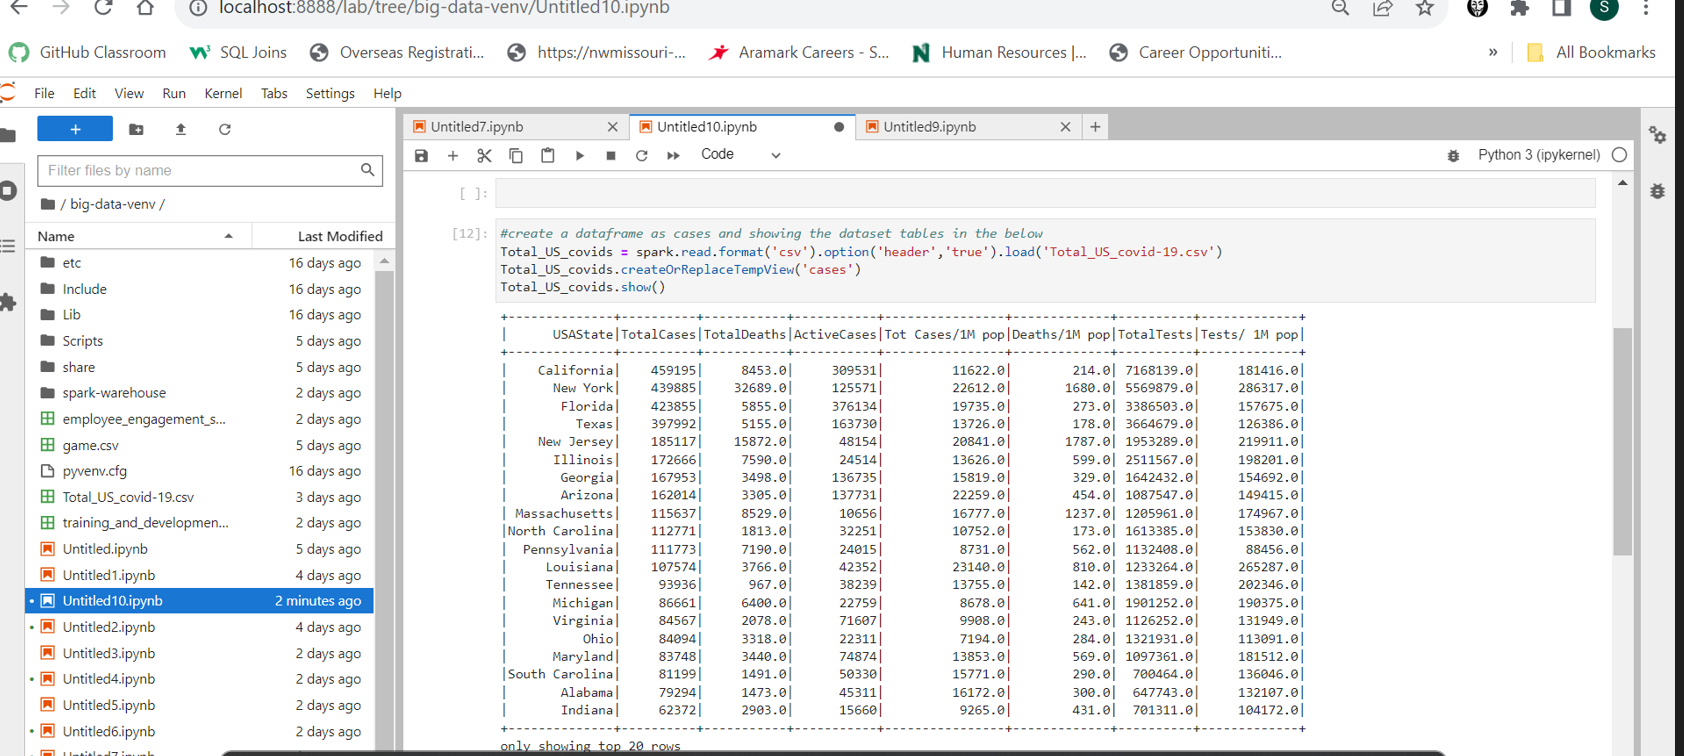 localhost:8888/lab/tree/big-data-venv/Untitled10.ipynb
S
GitHub Classroom
SQL Joins
Overseas Registrati...
https://nwmissouri-...
Aramark Careers - S...
Human Resources |...
Career Opportuniti...
»
All Bookmarks
File Edit View Run Kernel Tabs Settings Help
+
Filter files by name
/ big-data-venv /
Name Last Modified
etc 16 days ago
Include 16 days ago
Lib 16 days ago
Scripts 5 days ago
share 5 days ago
spark-warehouse 2 days ago
employee_engagement_s... 2 days ago
game.csv 5 days ago
pyvenv.cfg 16 days ago
Total_US_covid-19.csv 3 days ago
training_and_developmen... 2 days ago
Untitled.ipynb 5 days ago
Untitled1.ipynb 4 days ago
Untitled10.ipynb 2 minutes ago
Untitled2.ipynb 4 days ago
Untitled3.ipynb 2 days ago
Untitled4.ipynb 2 days ago
Untitled5.ipynb 2 days ago
Untitled6.ipynb 2 days ago
Untitled7.ipynb
Untitled7.ipynb
Untitled10.ipynb
Untitled9.ipynb
Code
Python 3 (ipykernel)
[ ]:
[12]:
#create a dataframe as cases and showing the dataset tables in the below
Total_US_covids = spark.read.format('csv').option('header','true').load('Total_US_covid-19.csv')
Total_US_covids.createOrReplaceTempView('cases')
Total_US_covids.show()
+--------------+----------+-----------+-----------+----------------+-------------+----------+-------------+
|      USAState|TotalCases|TotalDeaths|ActiveCases|Tot Cases/1M pop|Deaths/1M pop|TotalTests|Tests/ 1M pop|
+--------------+----------+-----------+-----------+----------------+-------------+----------+-------------+
|    California|    459195|     8453.0|     309531|         11622.0|        214.0| 7168139.0|     181416.0|
|      New York|    439885|    32689.0|     125571|         22612.0|       1680.0| 5569879.0|     286317.0|
|       Florida|    423855|     5855.0|     376134|         19735.0|        273.0| 3386503.0|     157675.0|
|         Texas|    397992|     5155.0|     163730|         13726.0|        178.0| 3664679.0|     126386.0|
|    New Jersey|    185117|    15872.0|      48154|         20841.0|       1787.0| 1953289.0|     219911.0|
|      Illinois|    172666|     7590.0|      24514|         13626.0|        599.0| 2511567.0|     198201.0|
|       Georgia|    167953|     3498.0|     136735|         15819.0|        329.0| 1642432.0|     154692.0|
|       Arizona|    162014|     3305.0|     137731|         22259.0|        454.0| 1087547.0|     149415.0|
| Massachusetts|    115637|     8529.0|      10656|         16777.0|       1237.0| 1205961.0|     174967.0|
|North Carolina|    112771|     1813.0|      32251|         10752.0|        173.0| 1613385.0|     153830.0|
|  Pennsylvania|    111773|     7190.0|      24015|          8731.0|        562.0| 1132408.0|      88456.0|
|     Louisiana|    107574|     3766.0|      42352|         23140.0|        810.0| 1233264.0|     265287.0|
|     Tennessee|     93936|      967.0|      38239|         13755.0|        142.0| 1381859.0|     202346.0|
|      Michigan|     86661|     6400.0|      22759|          8678.0|        641.0| 1901252.0|     190375.0|
|      Virginia|     84567|     2078.0|      71607|          9908.0|        243.0| 1126252.0|     131949.0|
|          Ohio|     84094|     3318.0|      22311|          7194.0|        284.0| 1321931.0|     113091.0|
|      Maryland|     83748|     3440.0|      74874|         13853.0|        569.0| 1097361.0|     181512.0|
|South Carolina|     81199|     1491.0|      50330|         15771.0|        290.0|  700464.0|     136046.0|
|       Alabama|     79294|     1473.0|      45311|         16172.0|        300.0|  647743.0|     132107.0|
|       Indiana|     62372|     2903.0|      15660|          9265.0|        431.0|  701311.0|     104172.0|
+--------------+----------+-----------+-----------+----------------+-------------+----------+-------------+
only showing top 20 rows